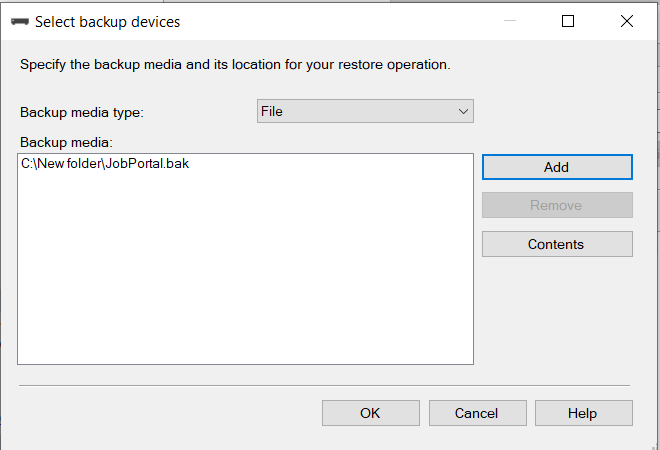 Select backup devices
Specify the backup media and its location for your restore operation.
Backup media type:
File
Backup media:
C:\New folder\JobPortal.bak
Add
Remove
Contents
OK
Cancel
Help